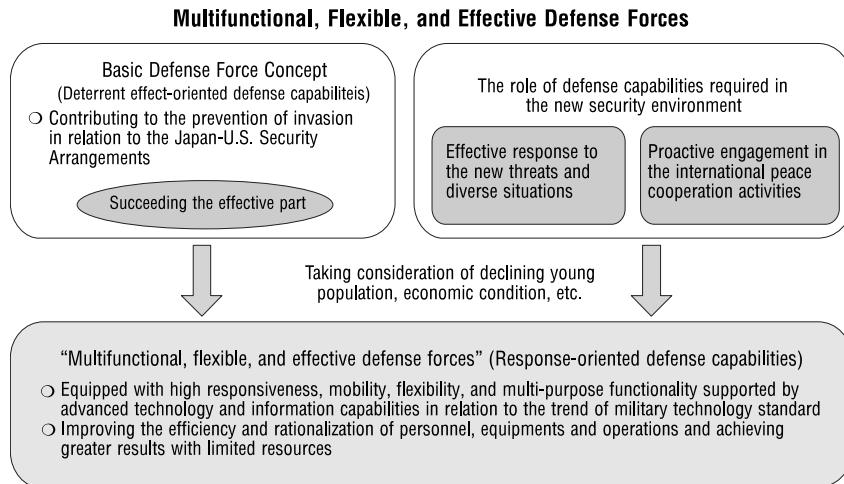 Multifunctional, Flexible, and Effective Defense Forces
Basic Defense Force Concept
(Deterrent effect-oriented defense capabiliteis)
❍ Contributing to the prevention of invasion
in relation to the Japan-U.S. Security
Arrangements
Succeeding the effective part
The role of defense capabilities required in
the new security environment
Effective response to
the new threats and
diverse situations
Proactive engagement in
the international peace
cooperation activities
Taking consideration of declining young
population, economic condition, etc.
“Multifunctional, flexible, and effective defense forces” (Response-oriented defense capabilities)
❍ Equipped with high responsiveness, mobility, flexibility, and multi-purpose functionality supported by
advanced technology and information capabilities in relation to the trend of military technology standard
❍ Improving the efficiency and rationalization of personnel, equipments and operations and achieving
greater results with limited resources